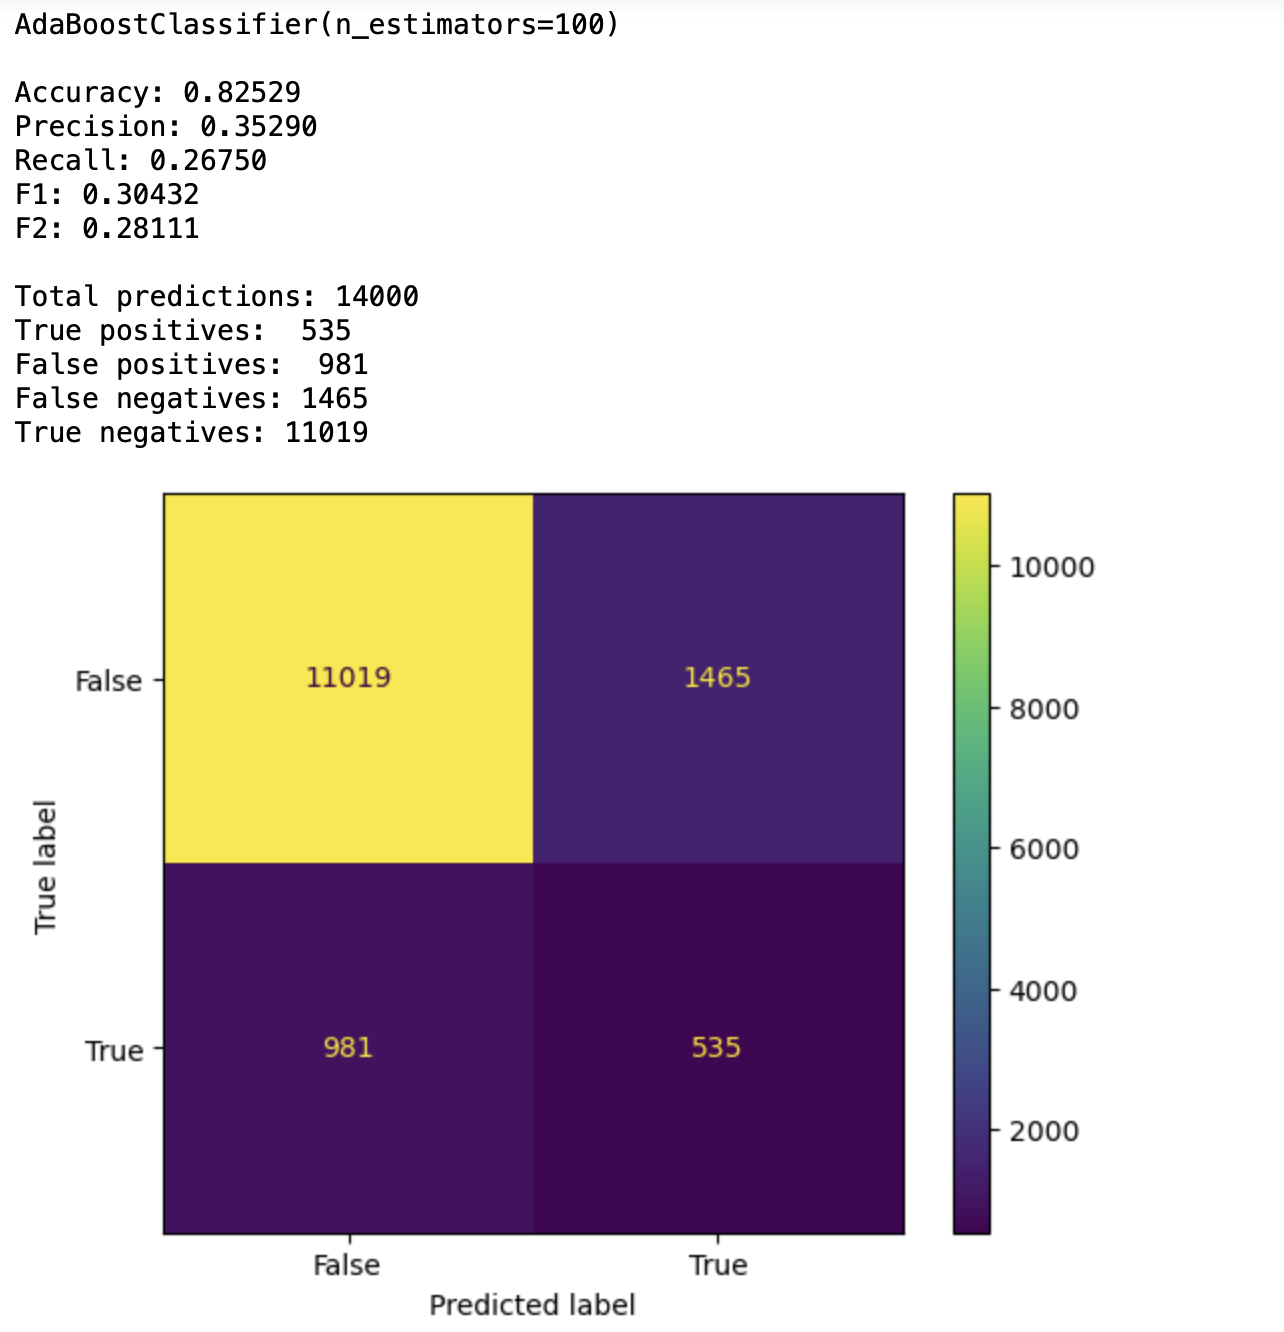 AdaBoostClassifier(n_estimators=100)
Accuracy: 0.82529
Precision: 0.35290
Recall: 0.26750
F1: 0.30432
F2: 0.28111
Total predictions: 14000
True positives:  535
False positives:  981
False negatives: 1465
True negatives: 11019
10000
11019 1465
False
8000
True label
6000
4000
981 535
True
2000
False True
Predicted label